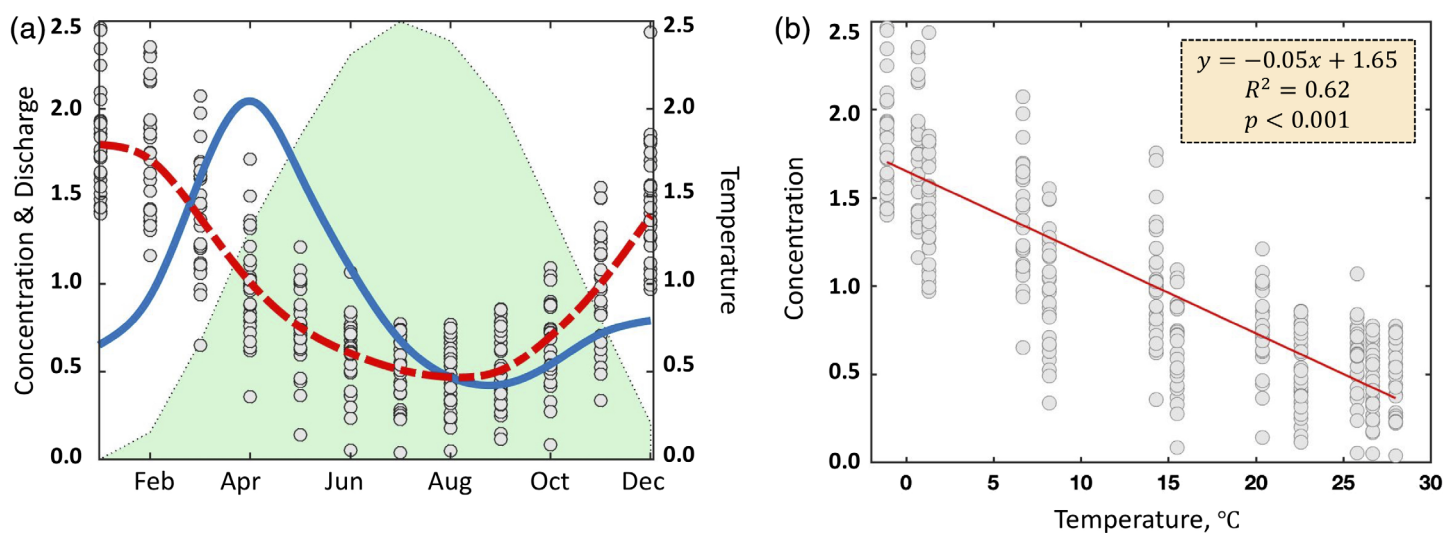 (a)
2.5
2.0
1.5
1.0
0.5
0.0
Concentration & Discharge
Feb Apr Jun Aug Oct Dec
2.5
2.0
1.5
1.0
0.5
0.0
Temperature
(b)
2.5
2.0
1.5
1.0
0.5
0.0
Concentration
y = −0.05x + 1.65
R² = 0.62
p < 0.001
0 5 10 15 20 25 30
Temperature, °C